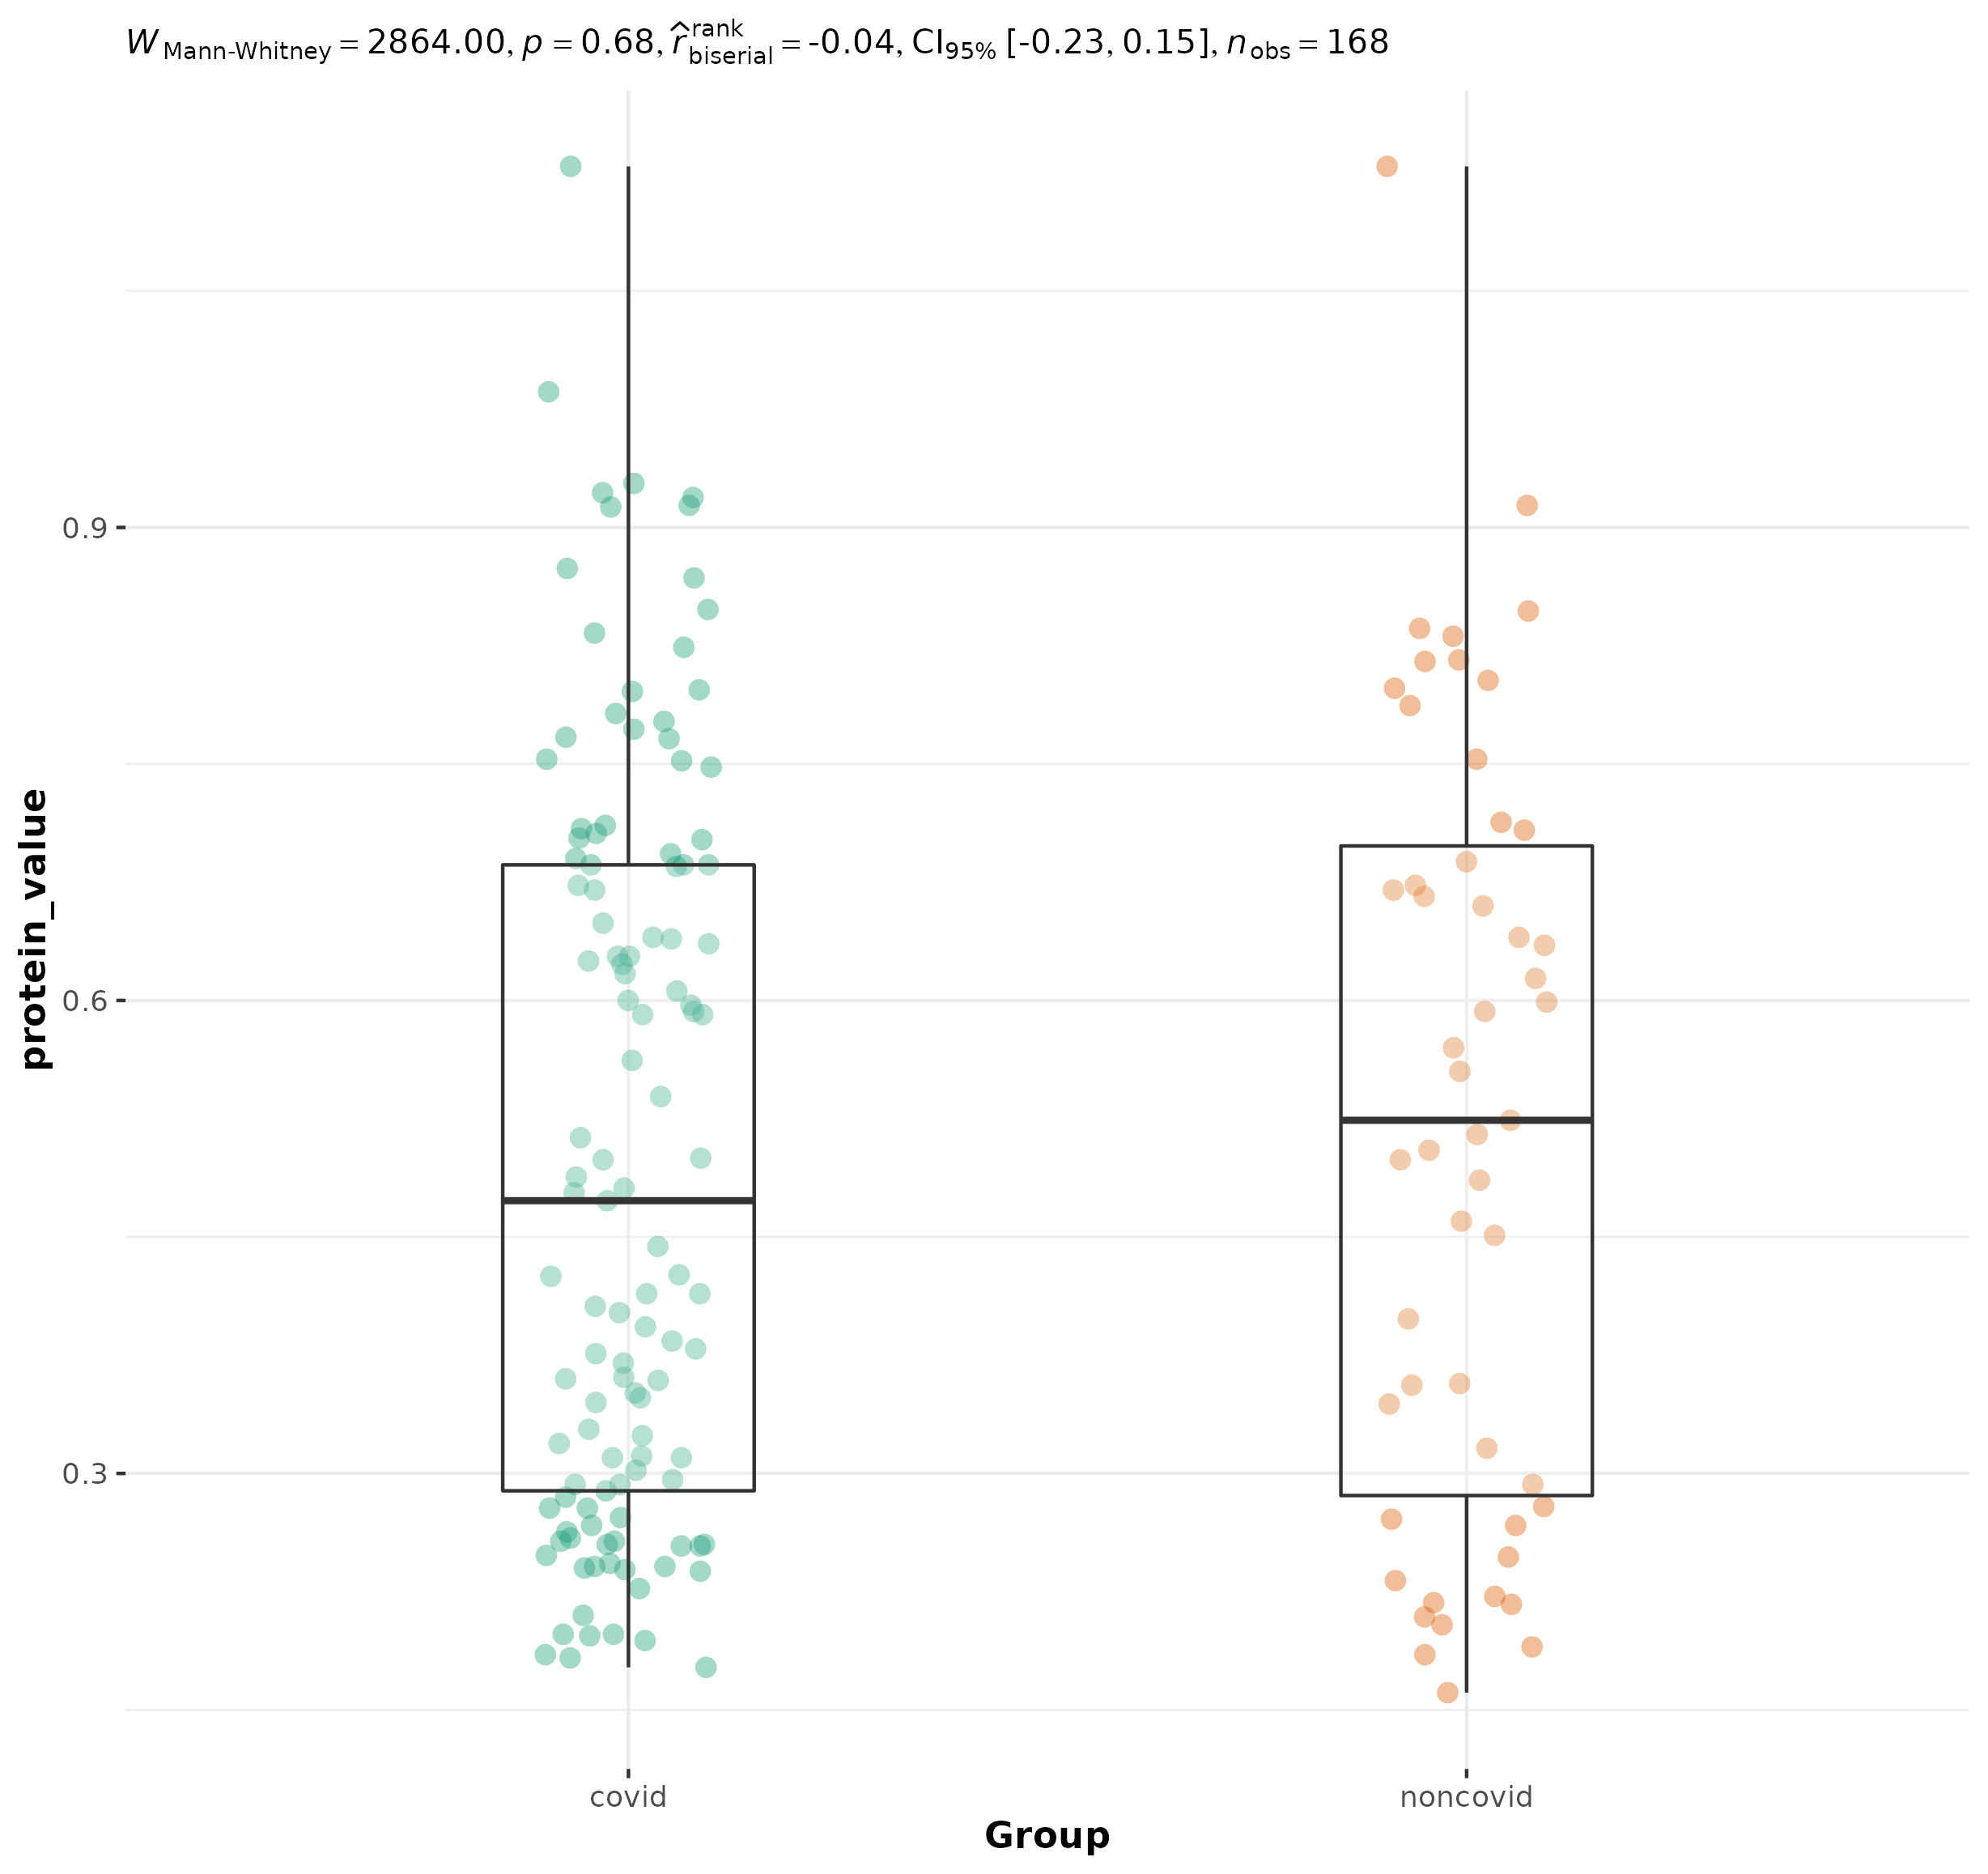 W Mann-Whitney = 2864.00, p = 0.68, r̂ rank biserial = -0.04, CI95% [-0.23, 0.15], nobs = 168
0.9
0.6
0.3
protein_value
covid noncovid
Group